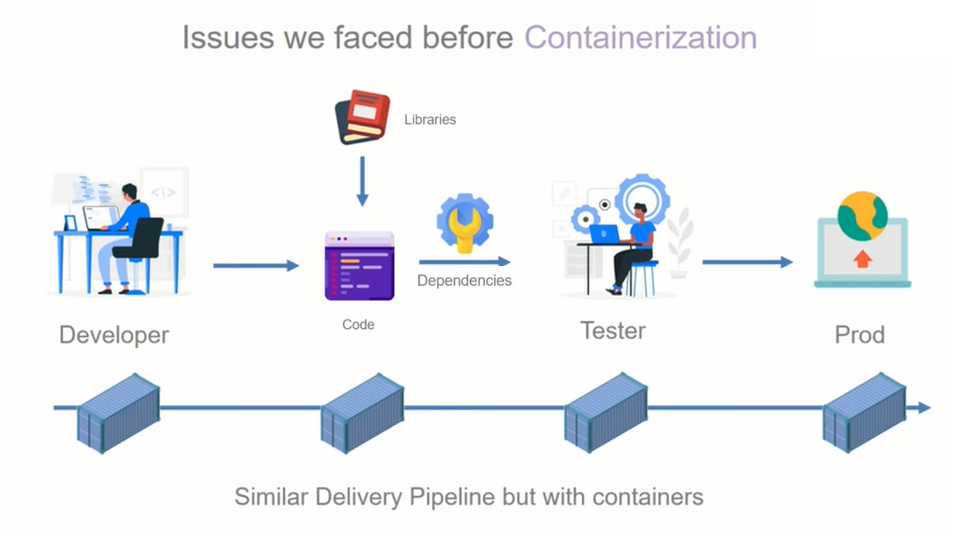 Issues we faced before Containerization
Libraries
Dependencies
Code
Developer
Tester
Prod
Similar Delivery Pipeline but with containers